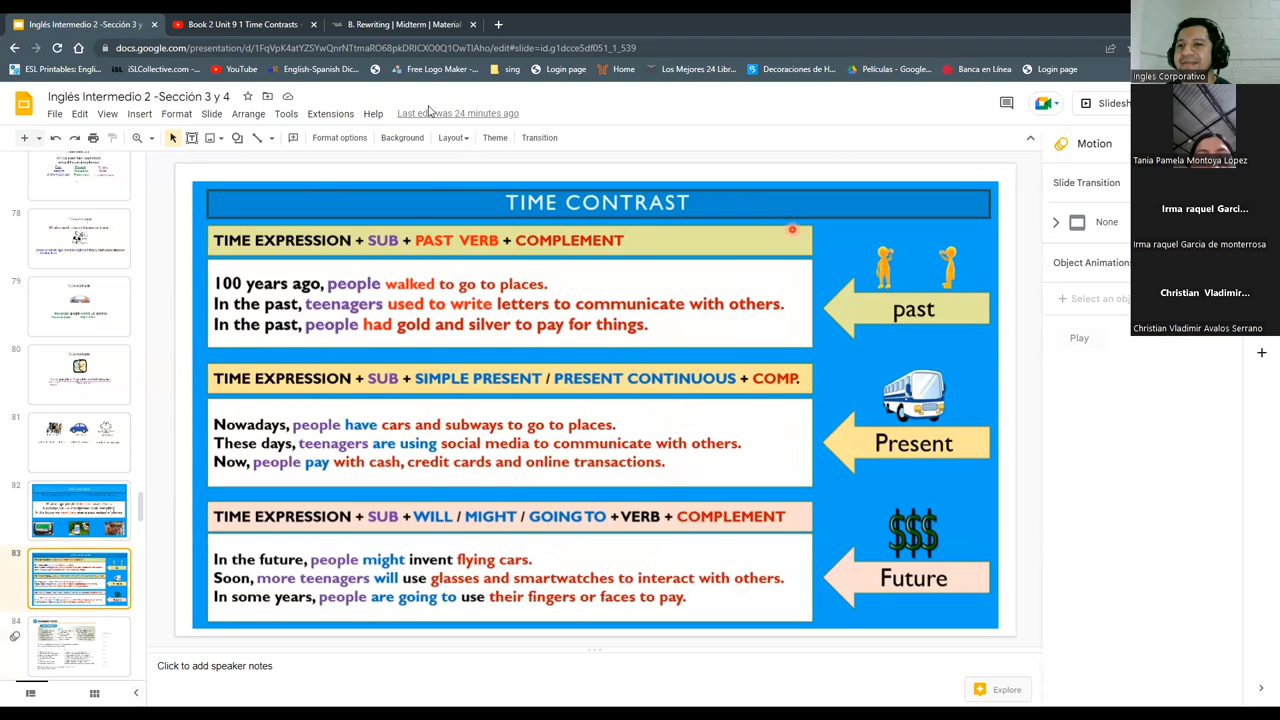 Inglés Intermedio 2 -Sección 3 y
Book 2 Unit 9 1 Time Contrasts -
B. Rewriting | Midterm | Material
docs.google.com/presentation/d/1FqVpK4atYZSYwQnrNTtmaRO68pkDRICXO0Q1OwTlAho/edit#slide=id.g1dcce5df051_1_539
ESL Printables: Engli...
iSLCollective.com -...
YouTube
English-Spanish Dic...
Free Logo Maker -...
sing
Login page
Home
Los Mejores 24 Libr...
Decoraciones de H...
Películas - Google...
Banca en Línea
Login page
Ingles Corporativo
Inglés Intermedio 2 -Sección 3 y 4
File Edit View Insert Format Slide Arrange Tools Extensions Help
Slidesh
Format options Background Layout Theme Transition
Motion
Slide Transition
None
Object Animations
Select an obj
Play
Tania Pamela Montoya López
Irma raquel Garci...
Irma raquel Garcia de monterrosa
Christian Vladimir...
Christian Vladimir Avalos Serrano
78
79
80
81
82
83
84
TIME CONTRAST
TIME EXPRESSION + SUB + PAST VERB + COMPLEMENT
100 years ago, people walked to go to places.
In the past, teenagers used to write letters to communicate with others.
In the past, people had gold and silver to pay for things.
past
TIME EXPRESSION + SUB + SIMPLE PRESENT / PRESENT CONTINUOUS + COMP.
Nowadays, people have cars and subways to go to places.
These days, teenagers are using social media to communicate with others.
Now, people pay with cash, credit cards and online transactions.
Present
TIME EXPRESSION + SUB +WILL / MIGHT / GOING TO +VERB + COMPLEMENT
In the future, people might invent flying cars.
Soon, more teenagers will use glasses and smartwatches to interact with others.
In some years, people are going to use their fingers or faces to pay.
$$$
Future
Click to add speaker notes
Explore